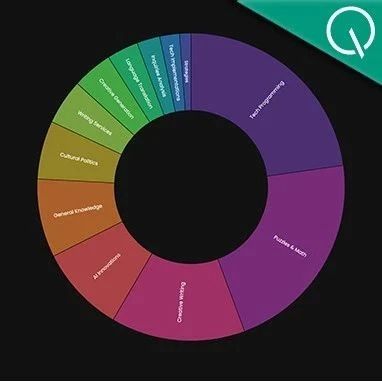 Tech Programming
Puzzles & Math
Creative Writing
AI Innovations
General Knowledge
Cultural Politics
Writing Services
Creative Generation
Language Translation
Inquiries Analysis
Tech Implementations
Strategies